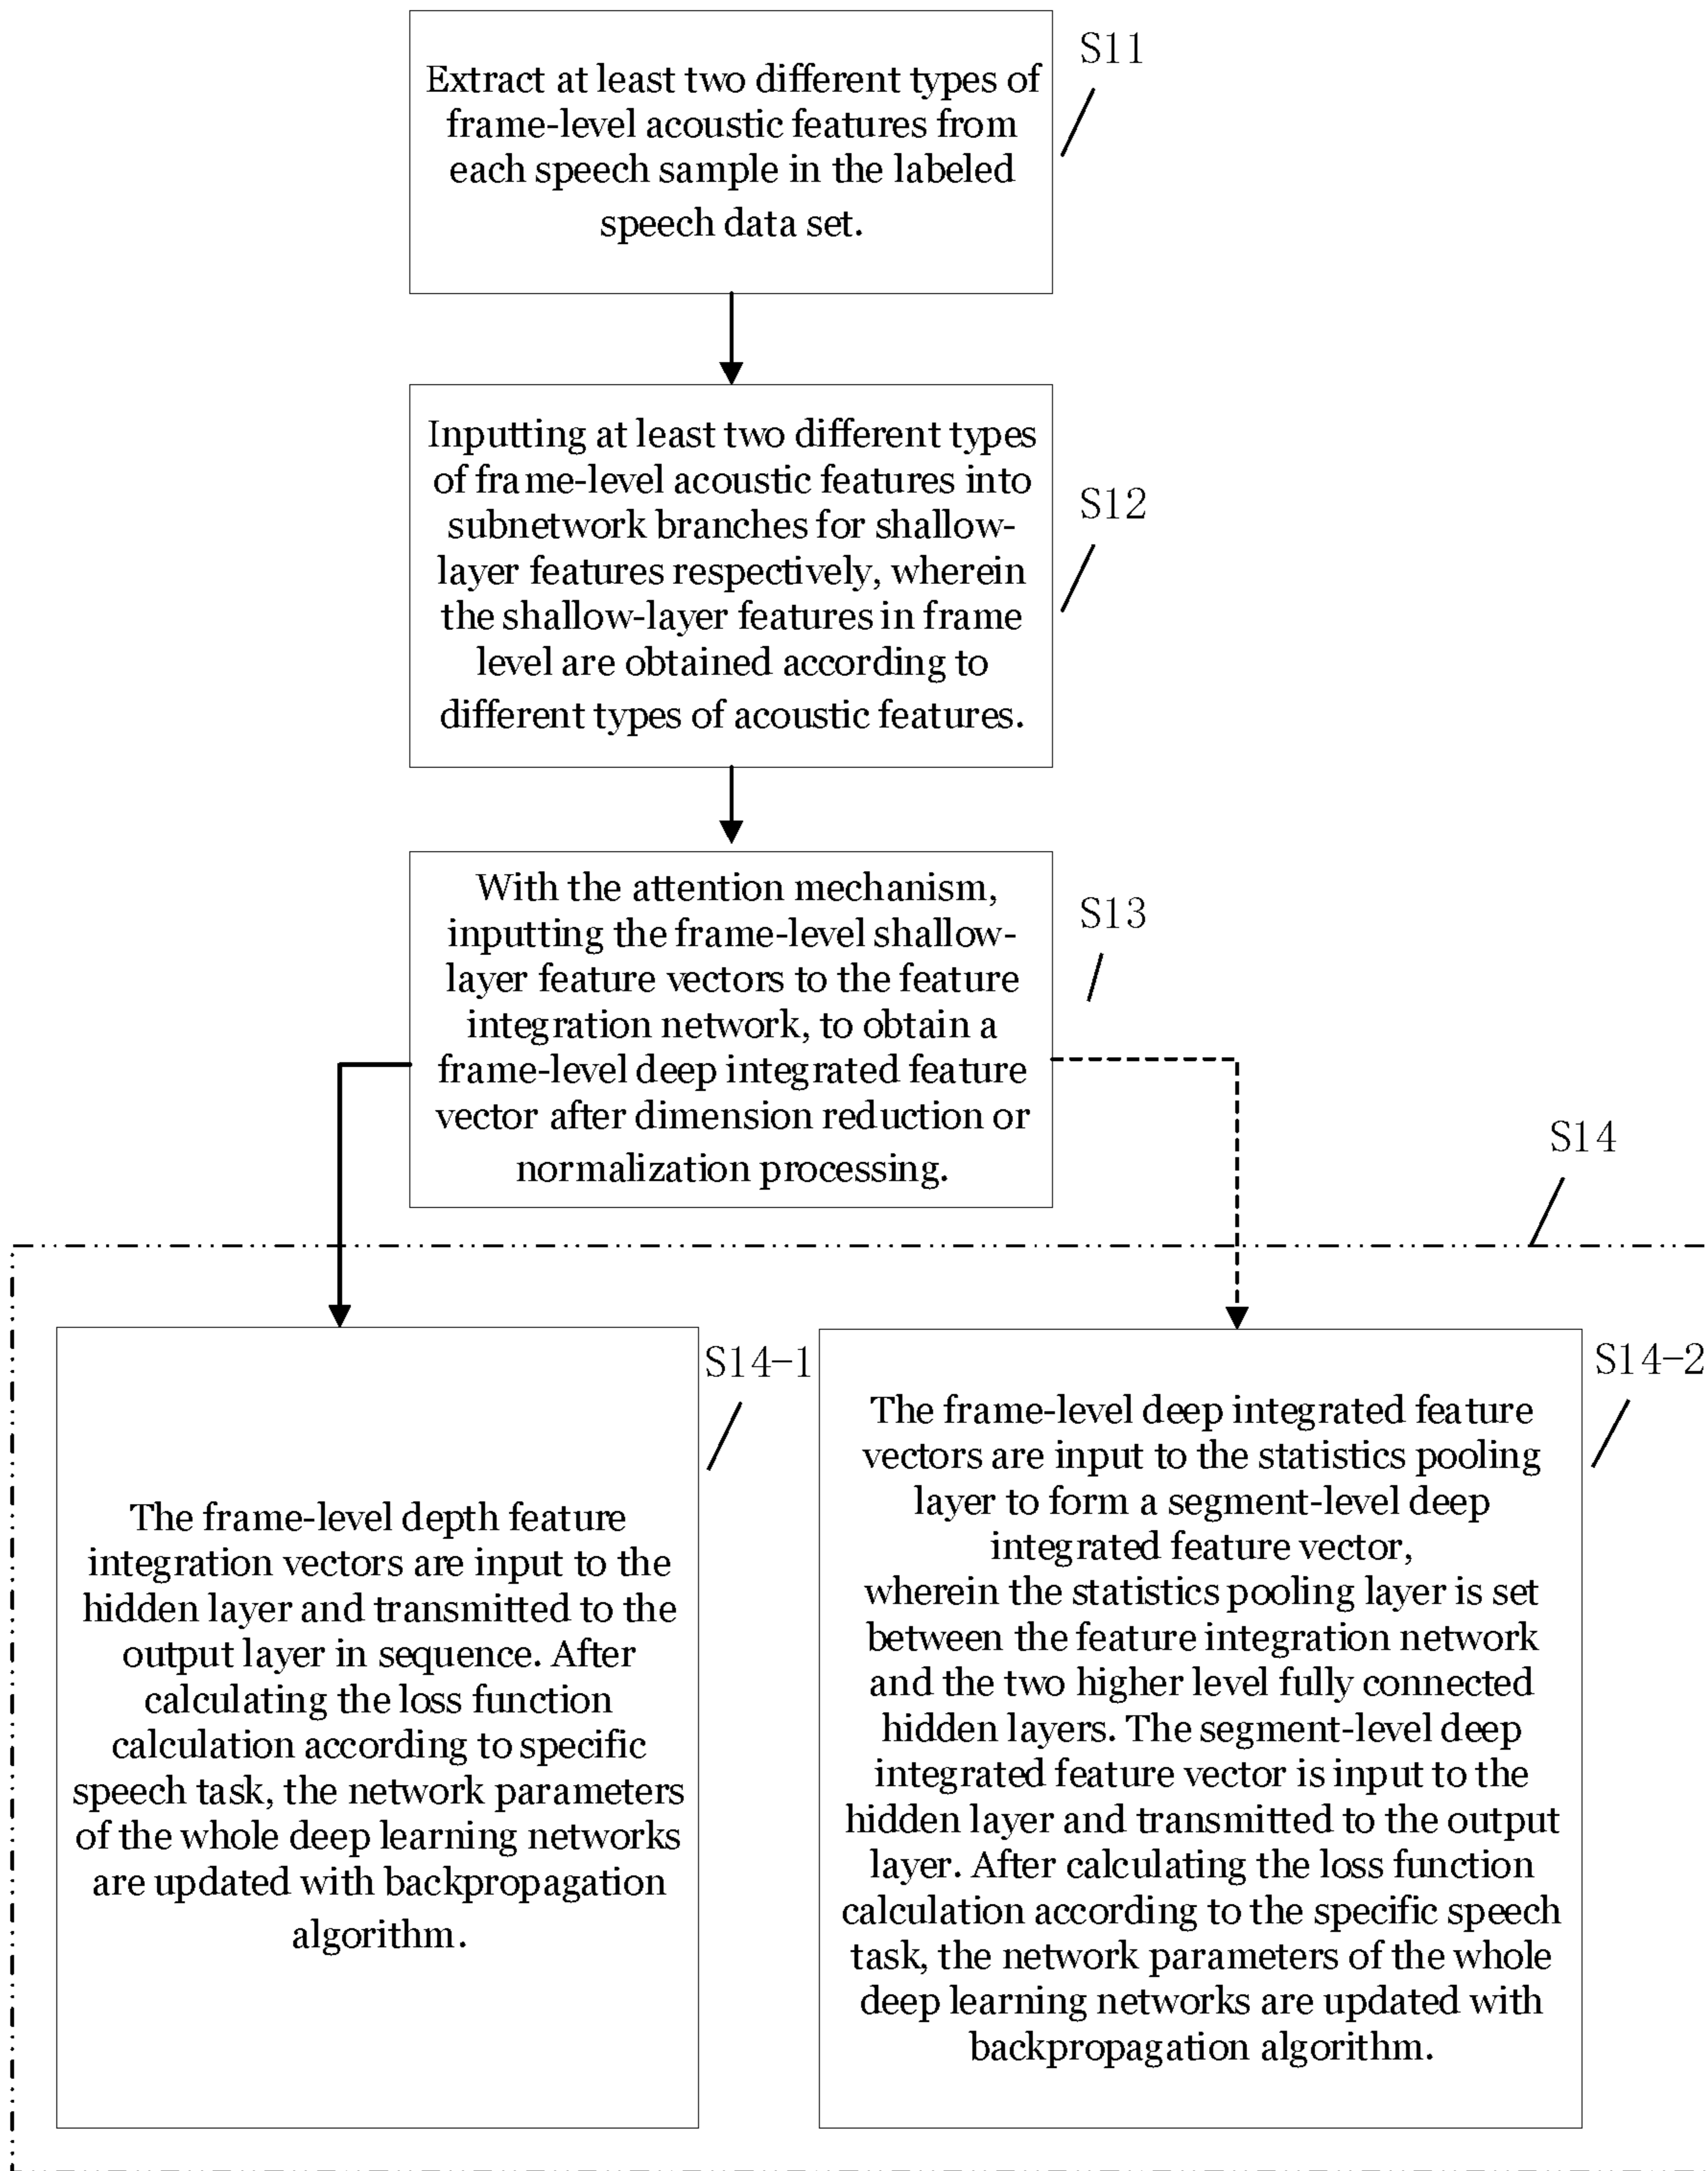 Extract at least two different types of
frame-level acoustic features from
each speech sample in the labeled
speech data set.
S11
Inputting at least two different types
of frame-level acoustic features into
subnetwork branches for shallow-
layer features respectively, wherein
the shallow-layer features in frame
level are obtained according to
different types of acoustic features.
S12
With the attention mechanism,
inputting the frame-level shallow-
layer feature vectors to the feature
integration network, to obtain a
frame-level deep integrated feature
vector after dimension reduction or
normalization processing.
S13
S14
The frame-level depth feature
integration vectors are input to the
hidden layer and transmitted to the
output layer in sequence. After
calculating the loss function
calculation according to specific
speech task, the network parameters
of the whole deep learning networks
are updated with backpropagation
algorithm.
S14-1
The frame-level deep integrated feature
vectors are input to the statistics pooling
layer to form a segment-level deep
integrated feature vector,
wherein the statistics pooling layer is set
between the feature integration network
and the two higher level fully connected
hidden layers. The segment-level deep
integrated feature vector is input to the
hidden layer and transmitted to the output
layer. After calculating the loss function
calculation according to the specific speech
task, the network parameters of the whole
deep learning networks are updated with
backpropagation algorithm.
S14-2